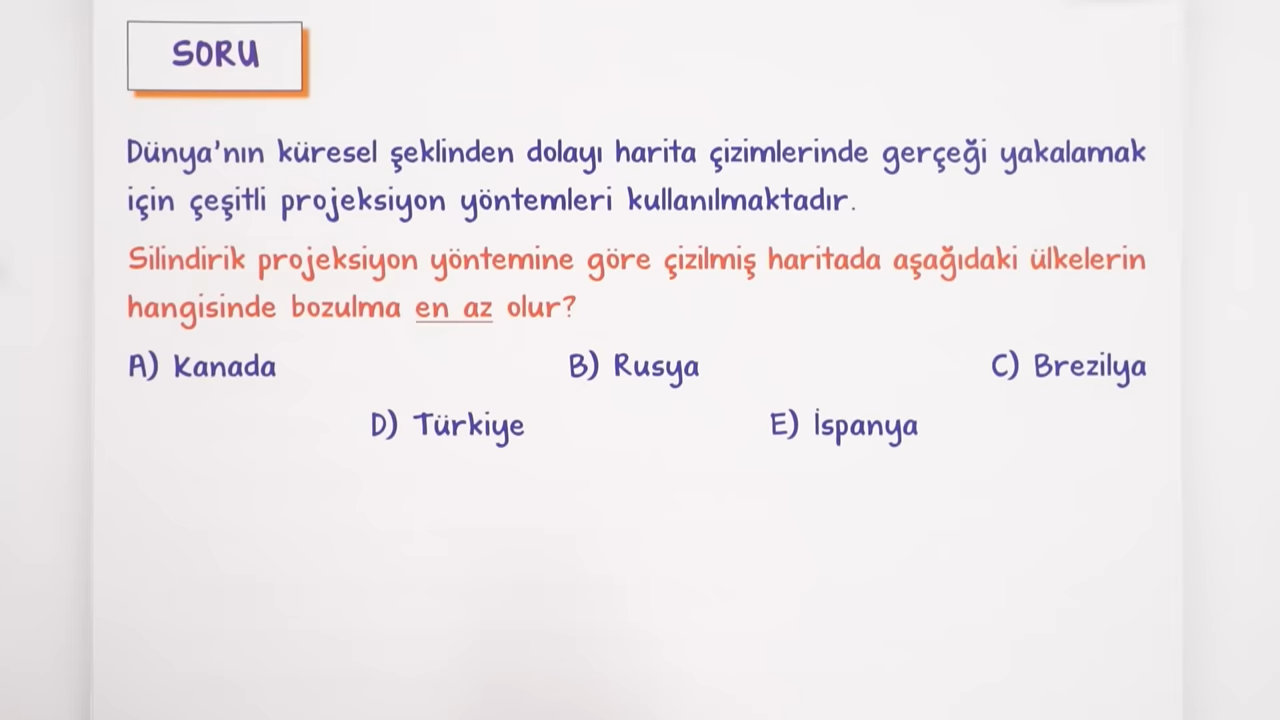 SORU
Dünya'nın küresel şeklinden dolayı harita çizimlerinde gerçeği yakalamak
için çeşitli projeksiyon yöntemleri kullanılmaktadır.
Silindirik projeksiyon yöntemine göre çizilmiş haritada aşağıdaki ülkelerin
hangisinde bozulma en az olur?
A) Kanada B) Rusya C) Brezilya
D) Türkiye E) İspanya